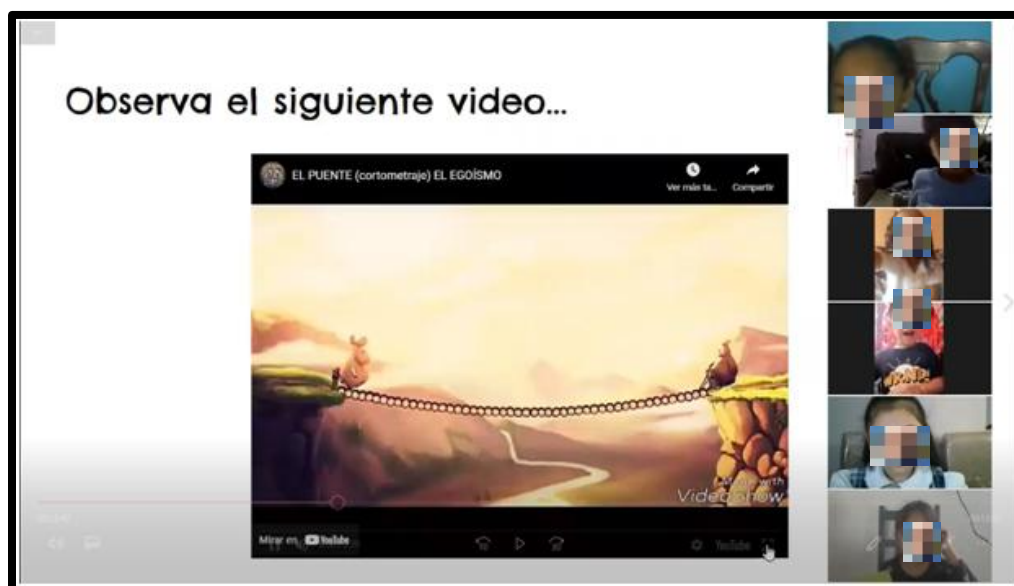 Observa el siguiente video...
EL PUENTE (cortometraje) EL EGOÍSMO
Ver más ta...
Compartir
Made with
VideoShow
Mirar en YouTube
10
YouTube